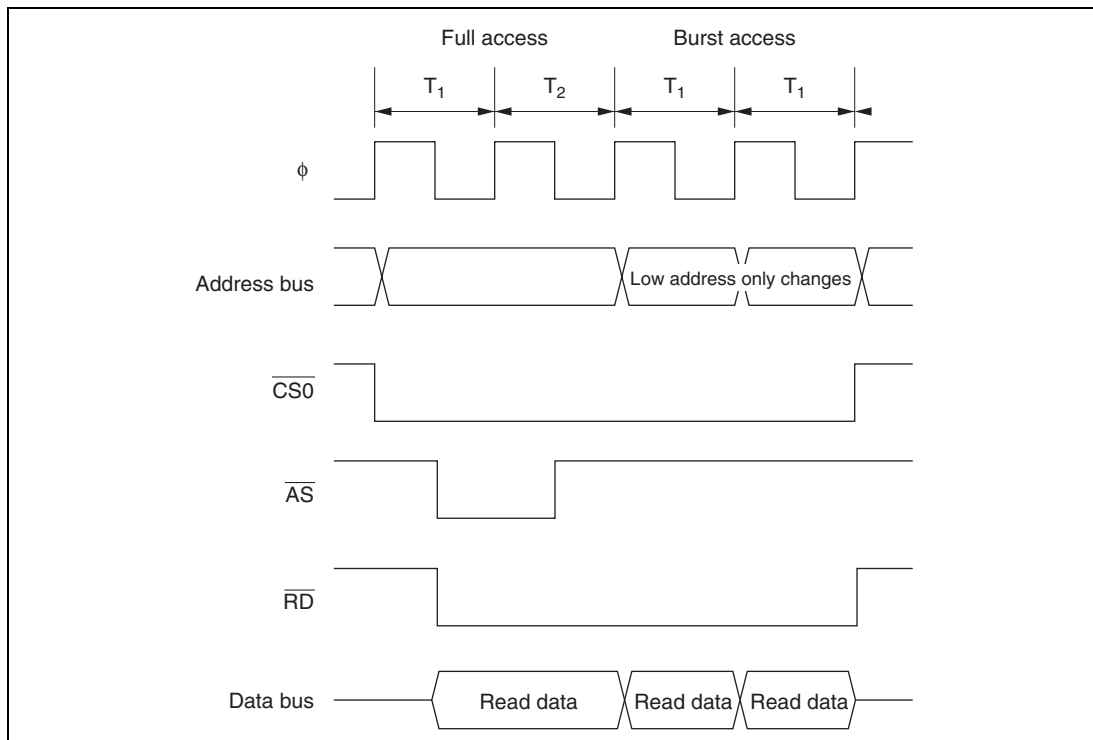 Full access Burst access
T1 T2 T1 T1
ϕ
Address bus Low address only changes
CS0
AS
RD
Data bus Read data Read data Read data